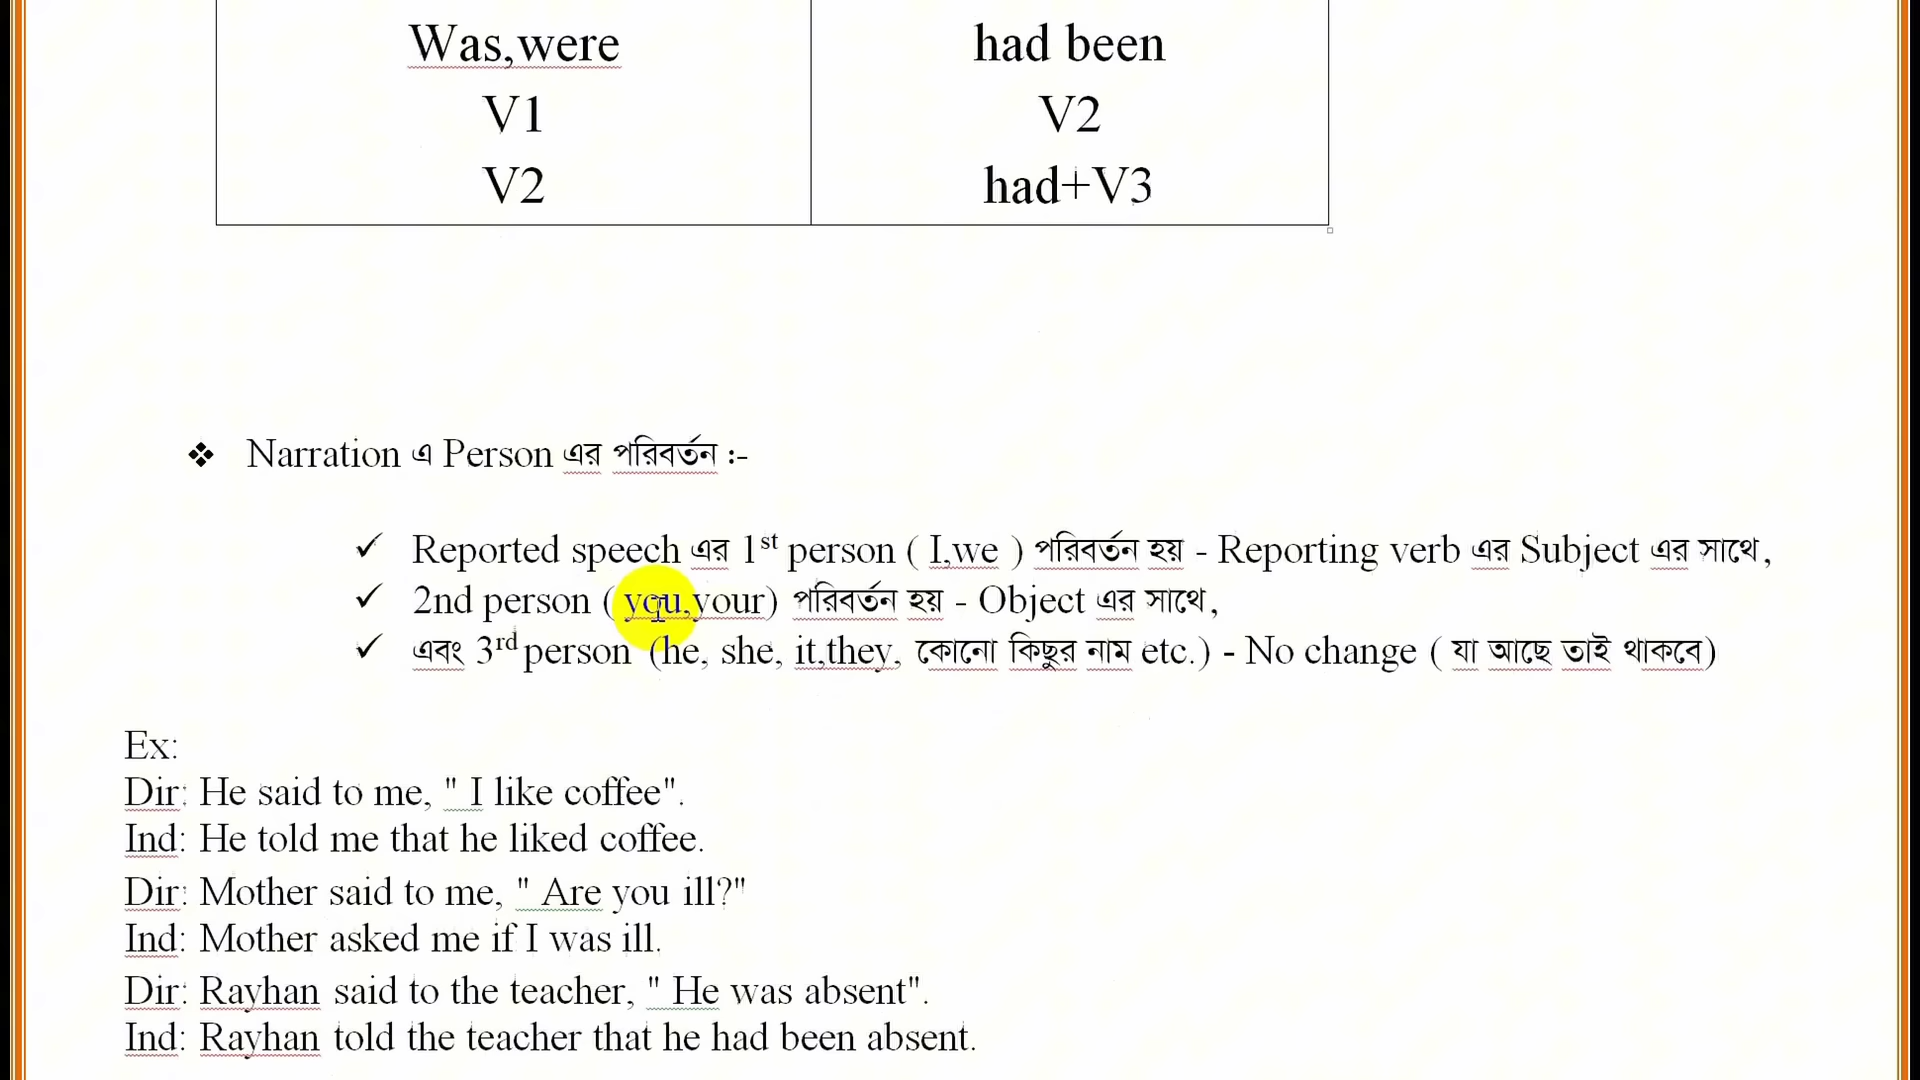 Was,were had been
V1 V2
V2 had+V3
❖ Narration এ Person এর পরিবর্তন :-
✓ Reported speech এর 1st person ( I,we ) পরিবর্তন হয় - Reporting verb এর Subject এর সাথে,
✓ 2nd person ( you,your) পরিবর্তন হয় - Object এর সাথে,
✓ এবং 3rd person (he, she, it,they, কোনো কিছুর নাম etc.) - No change ( যা আছে তাই থাকবে)
Ex:
Dir: He said to me, " I like coffee".
Ind: He told me that he liked coffee.
Dir: Mother said to me, " Are you ill?"
Ind: Mother asked me if I was ill.
Dir: Rayhan said to the teacher, " He was absent".
Ind: Rayhan told the teacher that he had been absent.